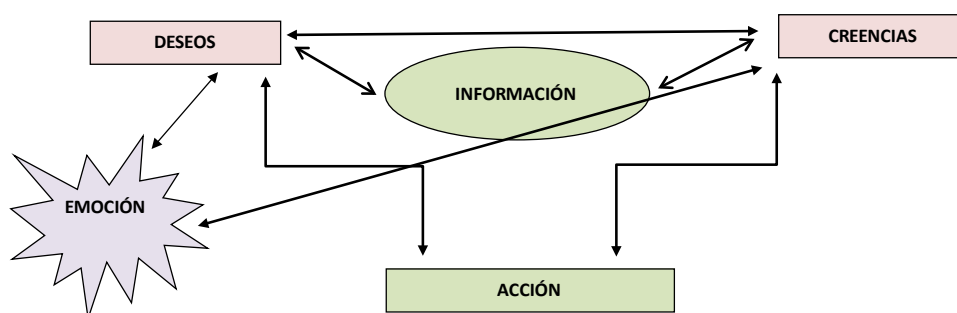 DESEOS
CREENCIAS
INFORMACIÓN
EMOCIÓN
ACCIÓN